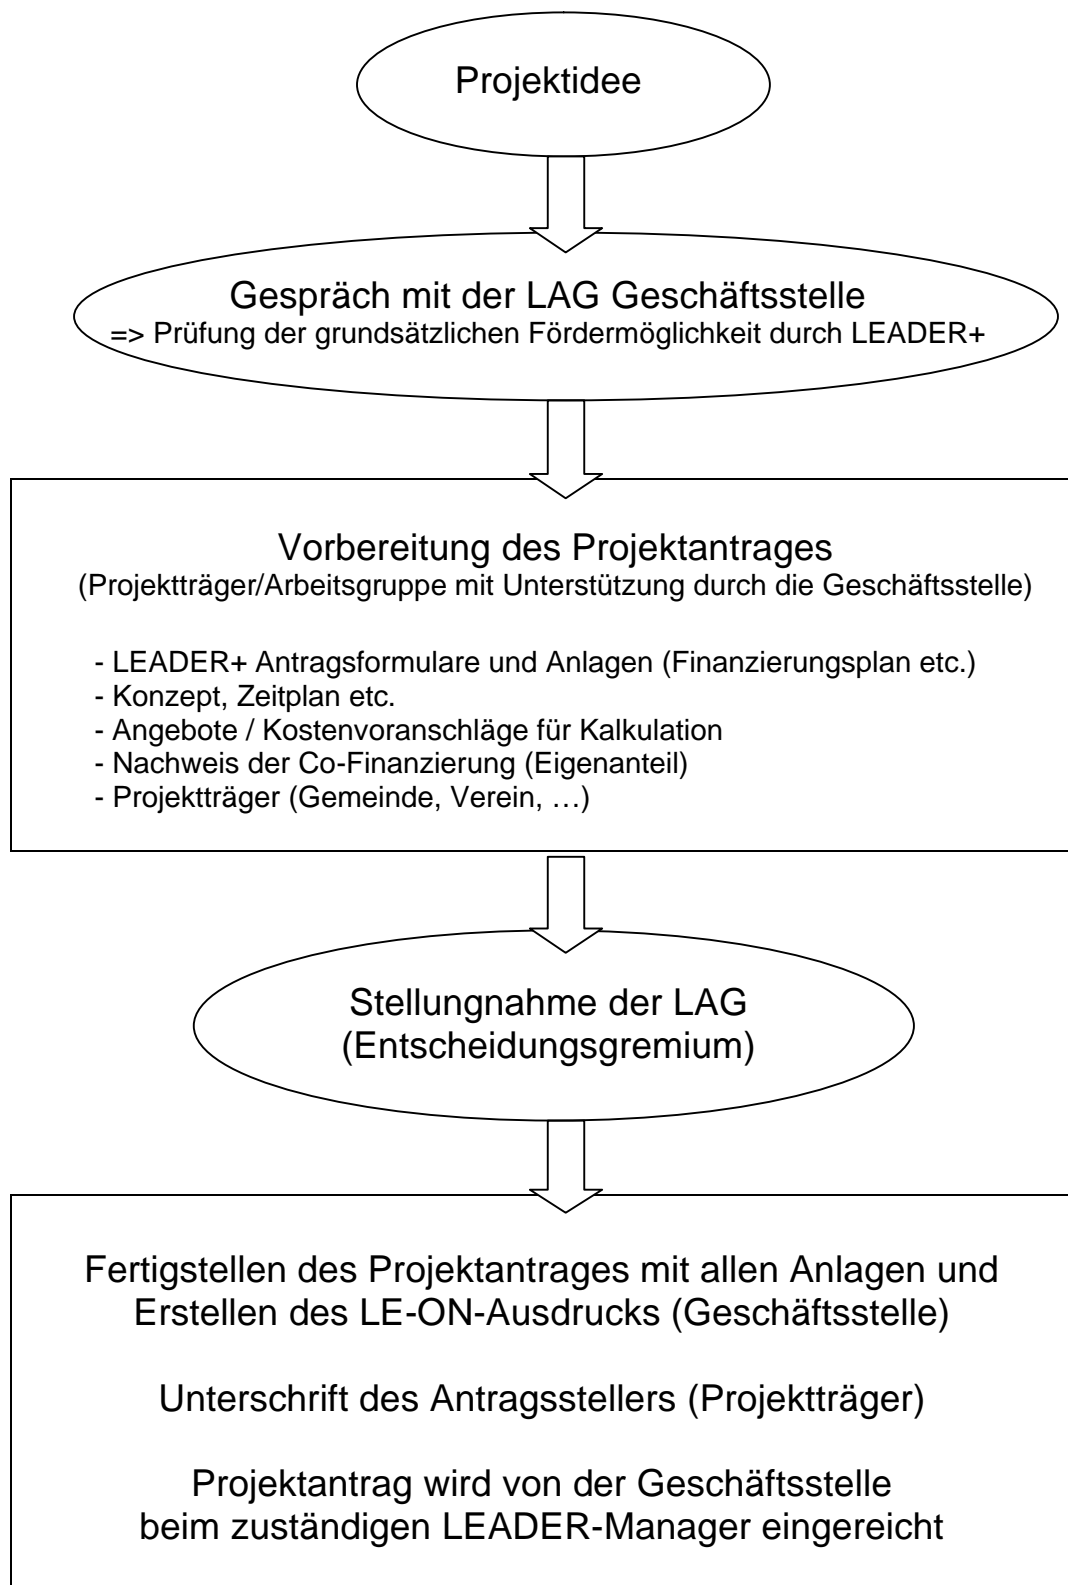 Projektidee
Gespräch mit der LAG Geschäftsstelle
=> Prüfung der grundsätzlichen Fördermöglichkeit durch LEADER+
Vorbereitung des Projektantrages
(Projektträger/Arbeitsgruppe mit Unterstützung durch die Geschäftsstelle)
- LEADER+ Antragsformulare und Anlagen (Finanzierungsplan etc.)
- Konzept, Zeitplan etc.
- Angebote / Kostenvoranschläge für Kalkulation
- Nachweis der Co-Finanzierung (Eigenanteil)
- Projektträger (Gemeinde, Verein, …)
Stellungnahme der LAG
(Entscheidungsgremium)
Fertigstellen des Projektantrages mit allen Anlagen und
Erstellen des LE-ON-Ausdrucks (Geschäftsstelle)
Unterschrift des Antragsstellers (Projektträger)
Projektantrag wird von der Geschäftsstelle
beim zuständigen LEADER-Manager eingereicht